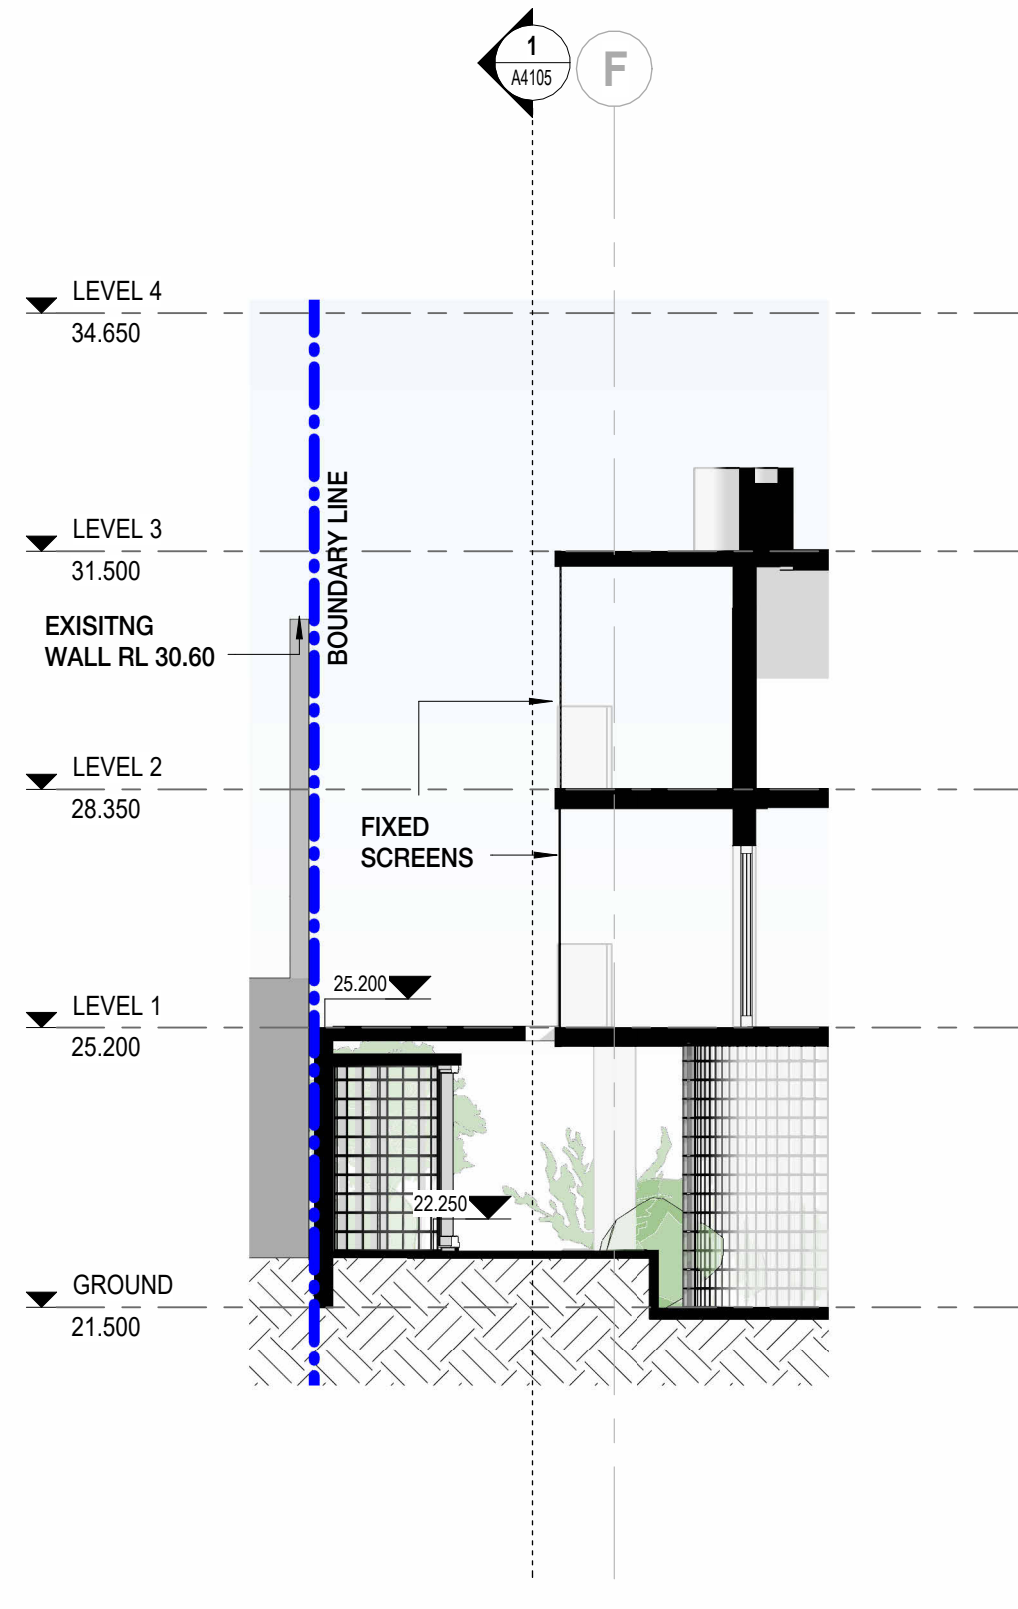 1
A4105
F
LEVEL 4
34.650
LEVEL 3
31.500
BOUNDARY LINE
EXISITNG
WALL RL 30.60
LEVEL 2
28.350
FIXED
SCREENS
25.200
LEVEL 1
25.200
22.250
GROUND
21.500